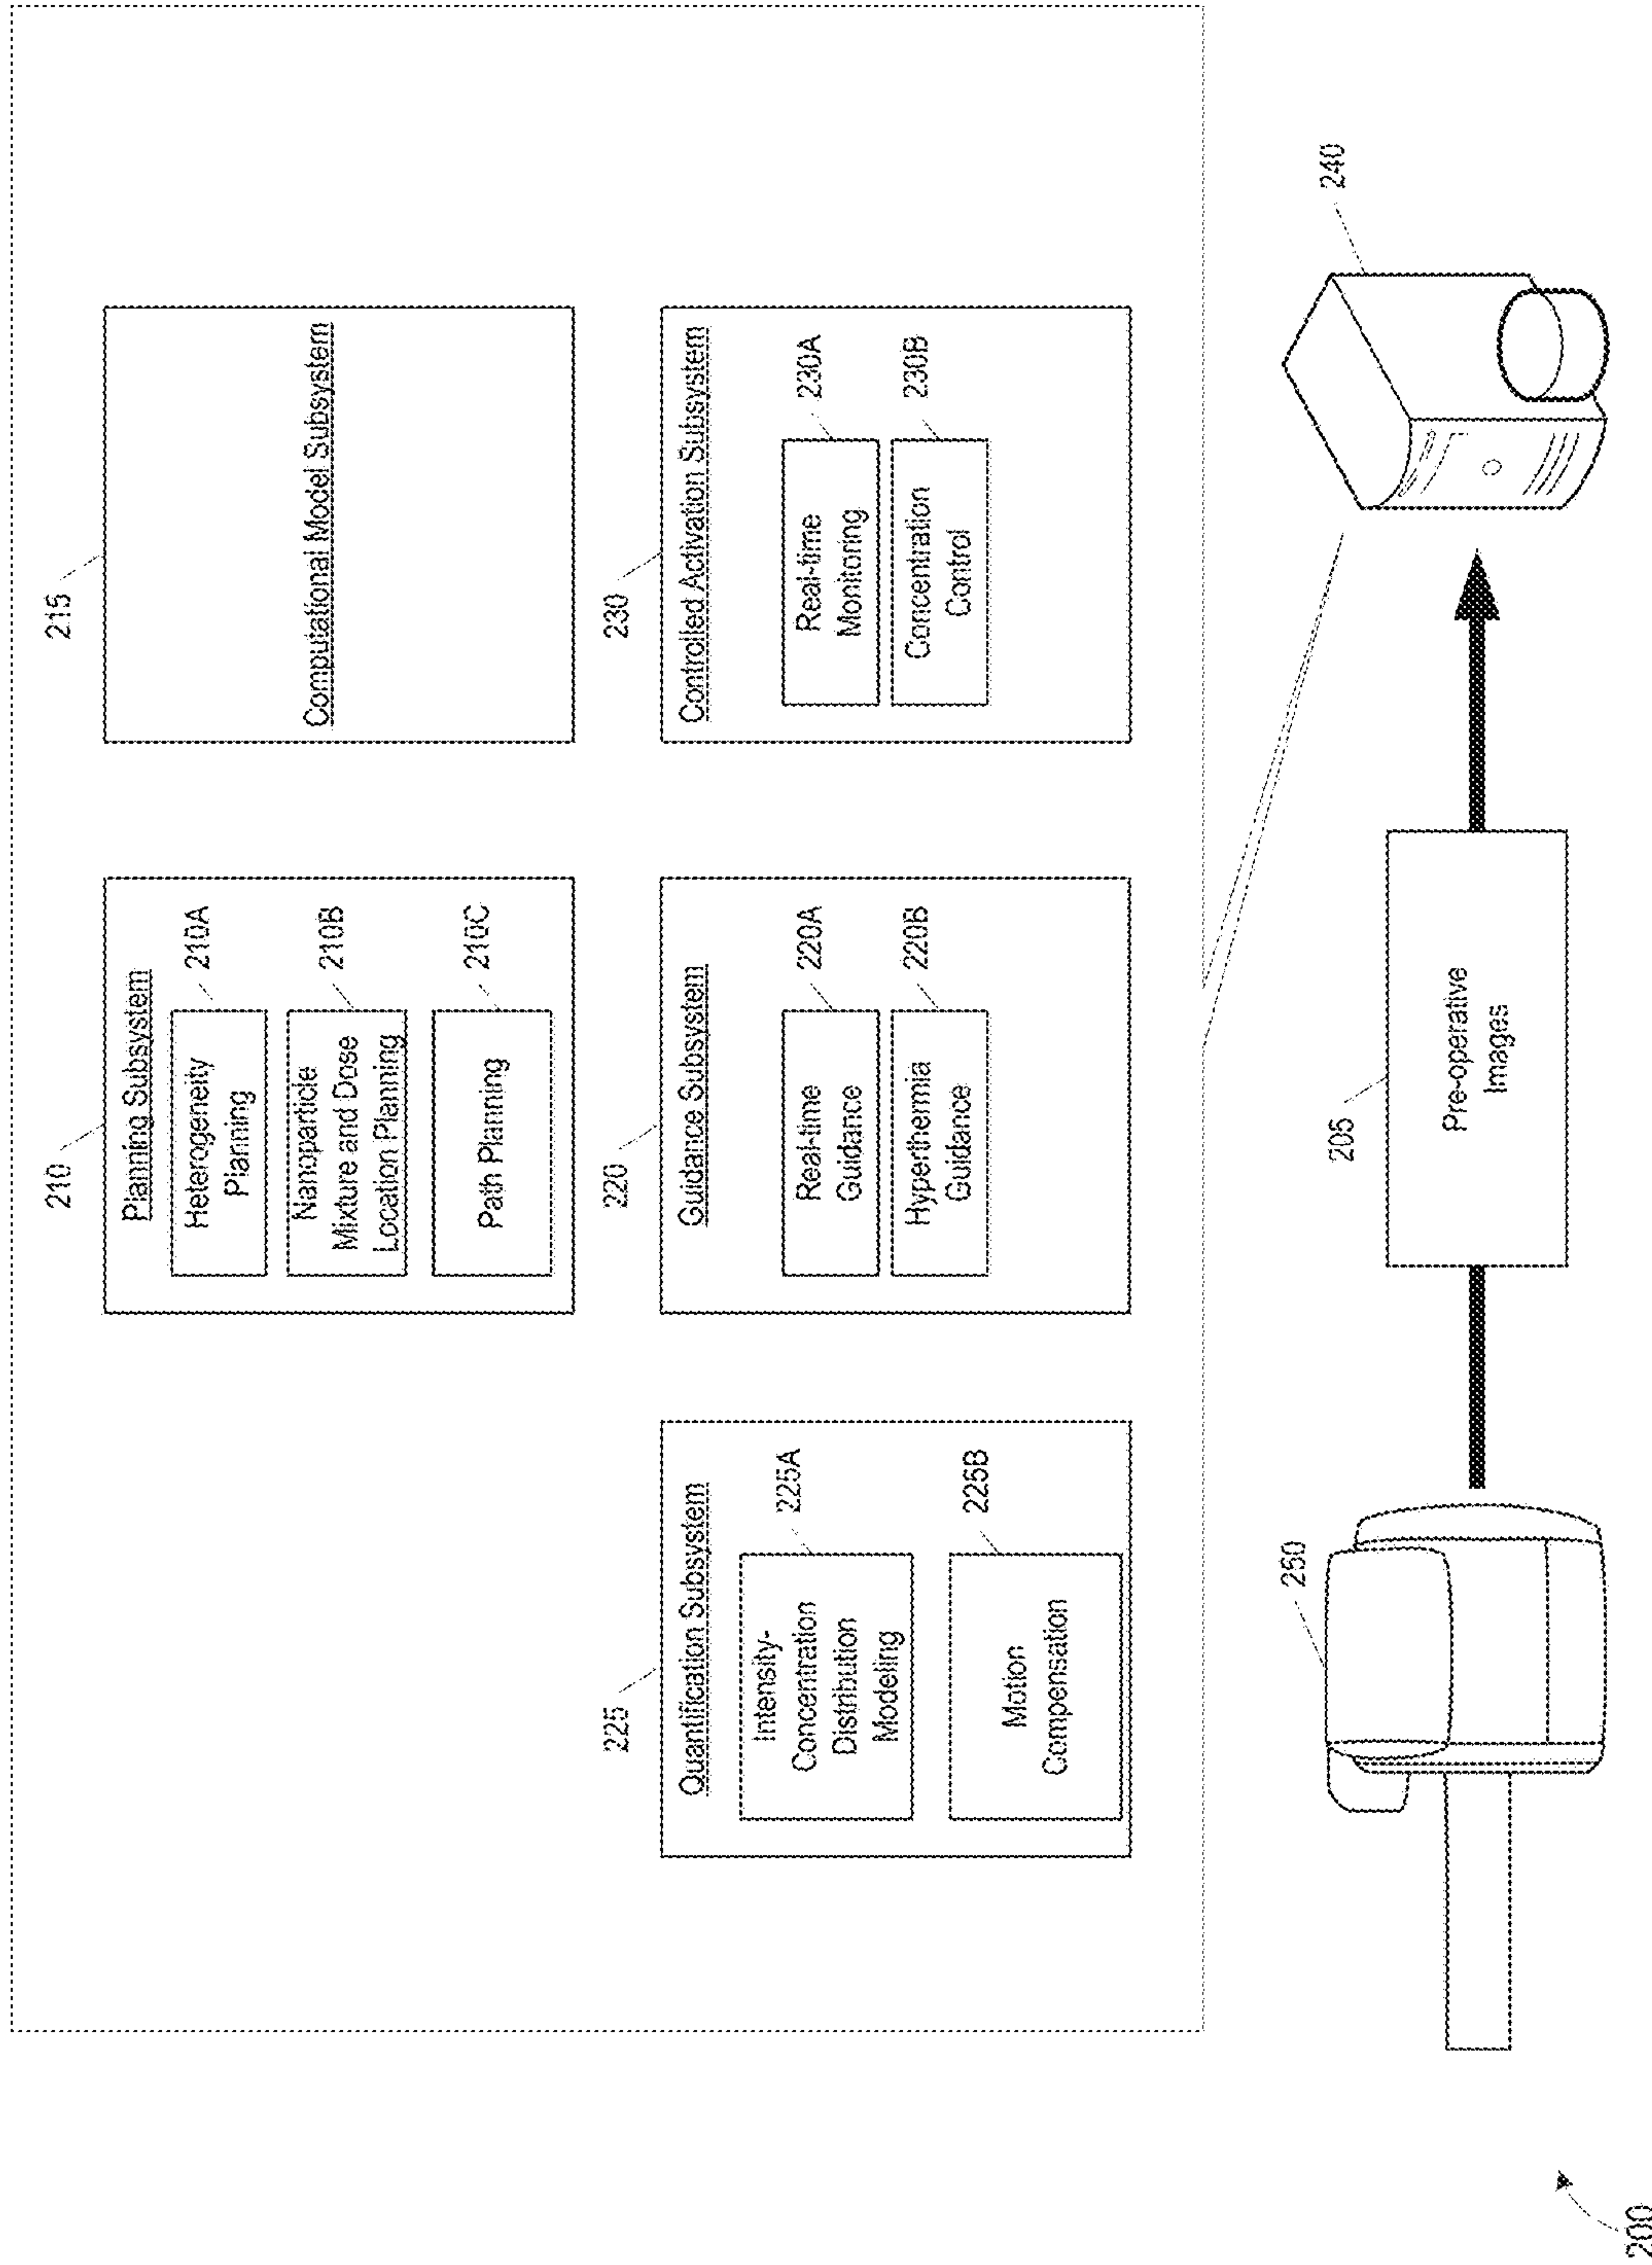 210
Planning Subsystem
Heterogeneity
Planning
210A
Nanoparticle
Mixture and Dose
Location Planning
210B
Path Planning
210C
215
Computational Model Subsystem
225
Quantification Subsystem
Intensity-
Concentration
Distribution
Modeling
225A
Motion
Compensation
225B
220
Guidance Subsystem
Real-time
Guidance
220A
Hyperthermia
Guidance
220B
230
Controlled Activation Subsystem
Real-time
Monitoring
230A
Concentration
Control
230B
250
205
Pre-operative
Images
240
200